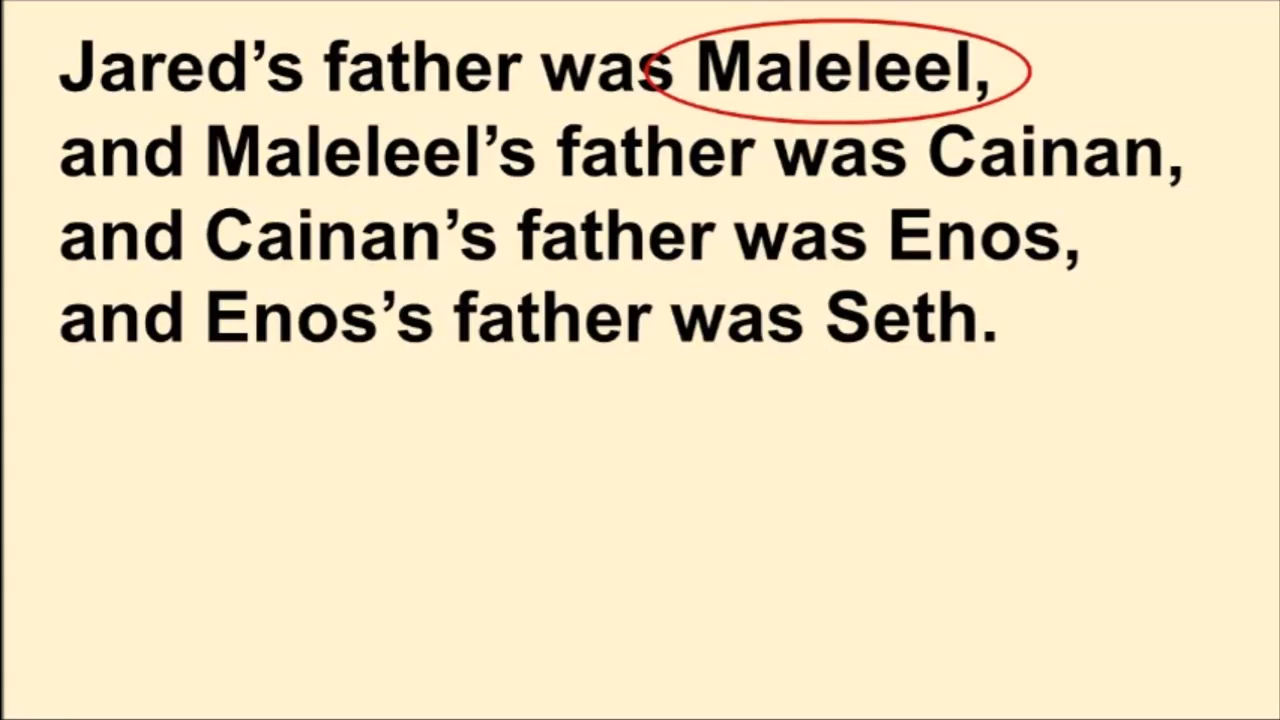 Jared’s father was Maleleel,
and Maleleel’s father was Cainan,
and Cainan’s father was Enos,
and Enos’s father was Seth.